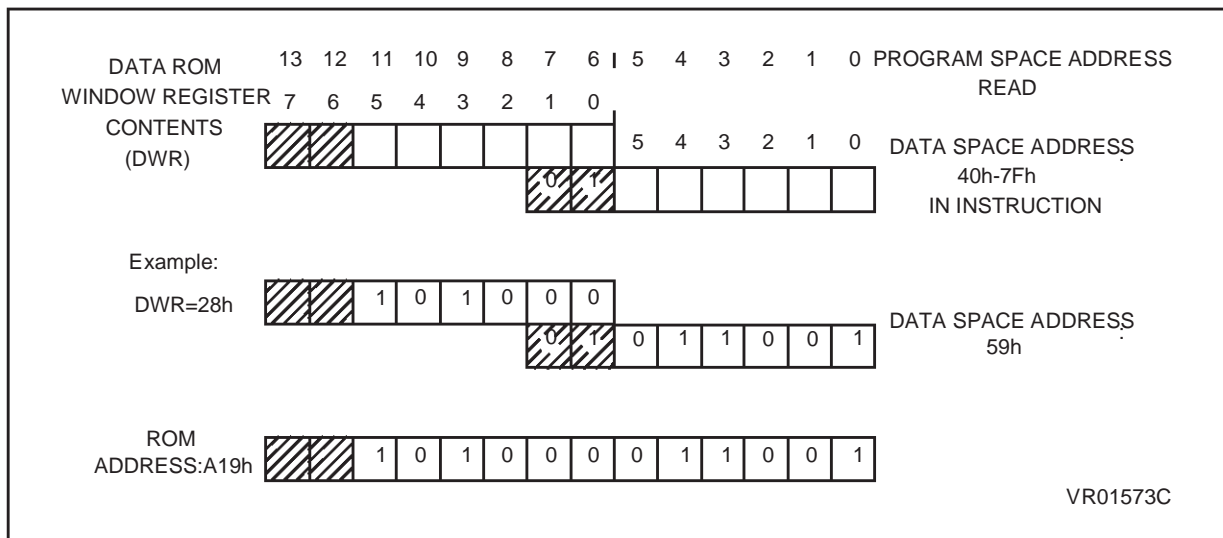 13 12 11 10 9 8 7 6 5 4 3 2 1 0 PROGRAM SPACE ADDRESS
READ
DATA ROM
WINDOW REGISTER 7 6 5 4 3 2 1 0
CONTENTS
(DWR)
5 4 3 2 1 0 DATA SPACE ADDRESS
:
0 1
40h-7Fh
IN INSTRUCTION
Example:
DWR=28h 1 0 1 0 0 0
0 1 0 1 1 0 0 1 DATA SPACE ADDRESS
:
59h
ROM
ADDRESS:A19h 1 0 1 0 0 0 0 1 1 0 0 1
VR01573C